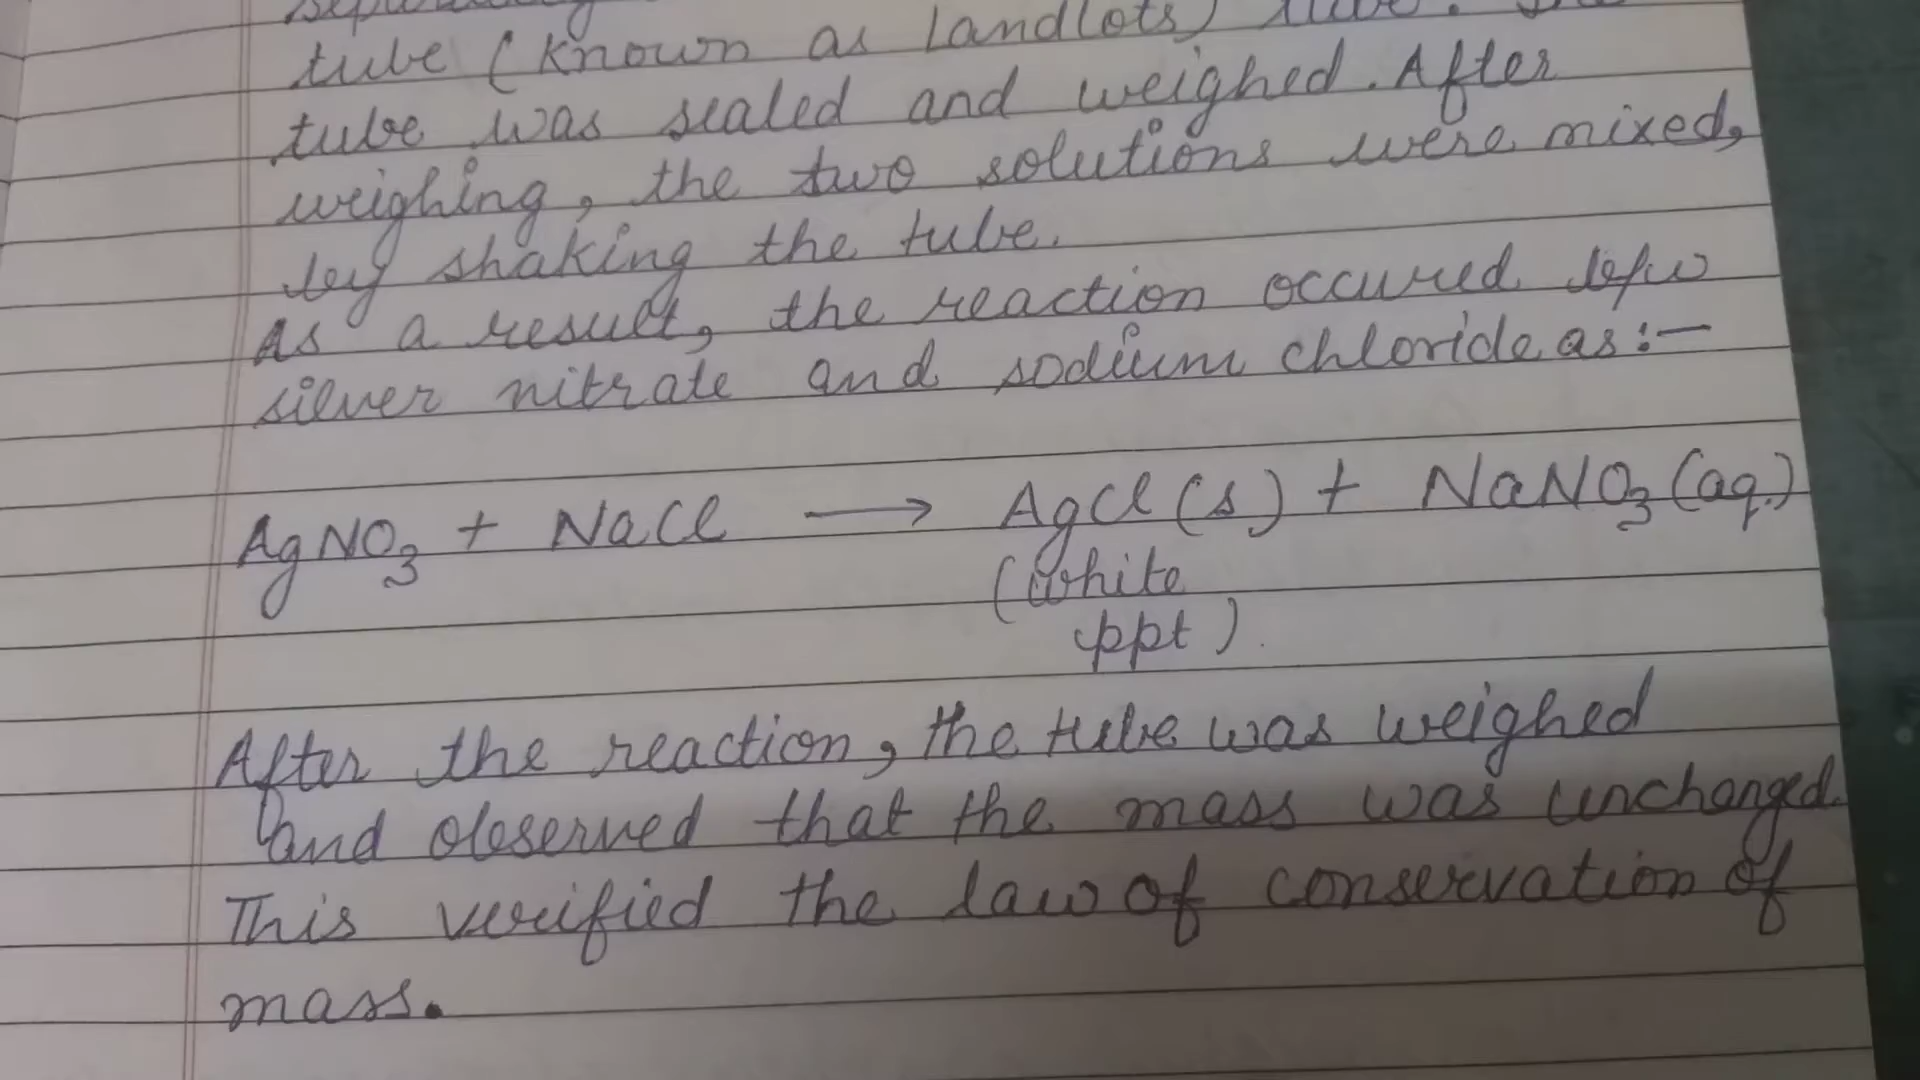 tube (known as Landlots) tube. The
tube was sealed and weighed. After
weighing, the two solutions were mixed,
by shaking the tube.
As a result, the reaction occured b/w
silver nitrate and sodium chloride as:-
AgNO₃ + NaCl ⟶ AgCl (s) + NaNO₃ (aq.)
(White
ppt).
After the reaction, the tube was weighed
and observed that the mass was unchanged.
This verified the law of conservation of
mass.